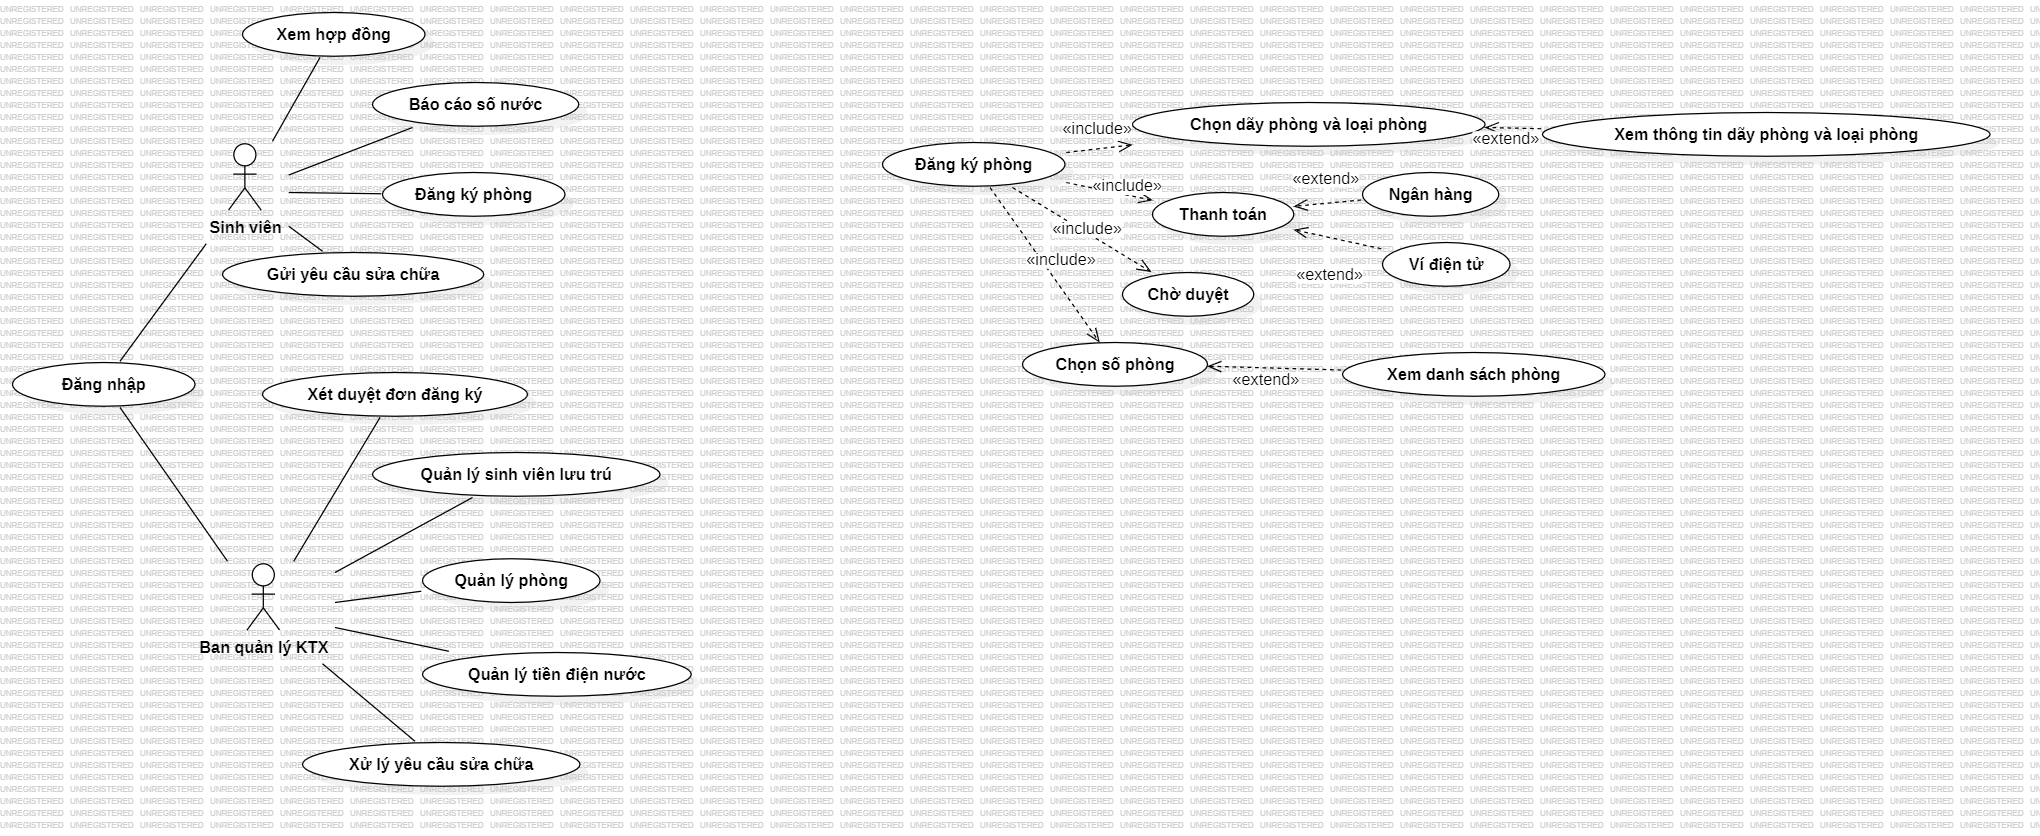 Xem hợp đồng
Báo cáo số nước
Đăng ký phòng
Sinh viên
Gửi yêu cầu sửa chữa
Đăng nhập
Xét duyệt đơn đăng ký
Quản lý sinh viên lưu trú
Quản lý phòng
Ban quản lý KTX
Quản lý tiền điện nước
Xử lý yêu cầu sửa chữa
Đăng ký phòng
«include»
Chọn dãy phòng và loại phòng
«extend»
Xem thông tin dãy phòng và loại phòng
«include»
Thanh toán
«extend»
Ngân hàng
«extend»
Ví điện tử
«include»
Chờ duyệt
«include»
Chọn số phòng
«extend»
Xem danh sách phòng
UNREGISTERED